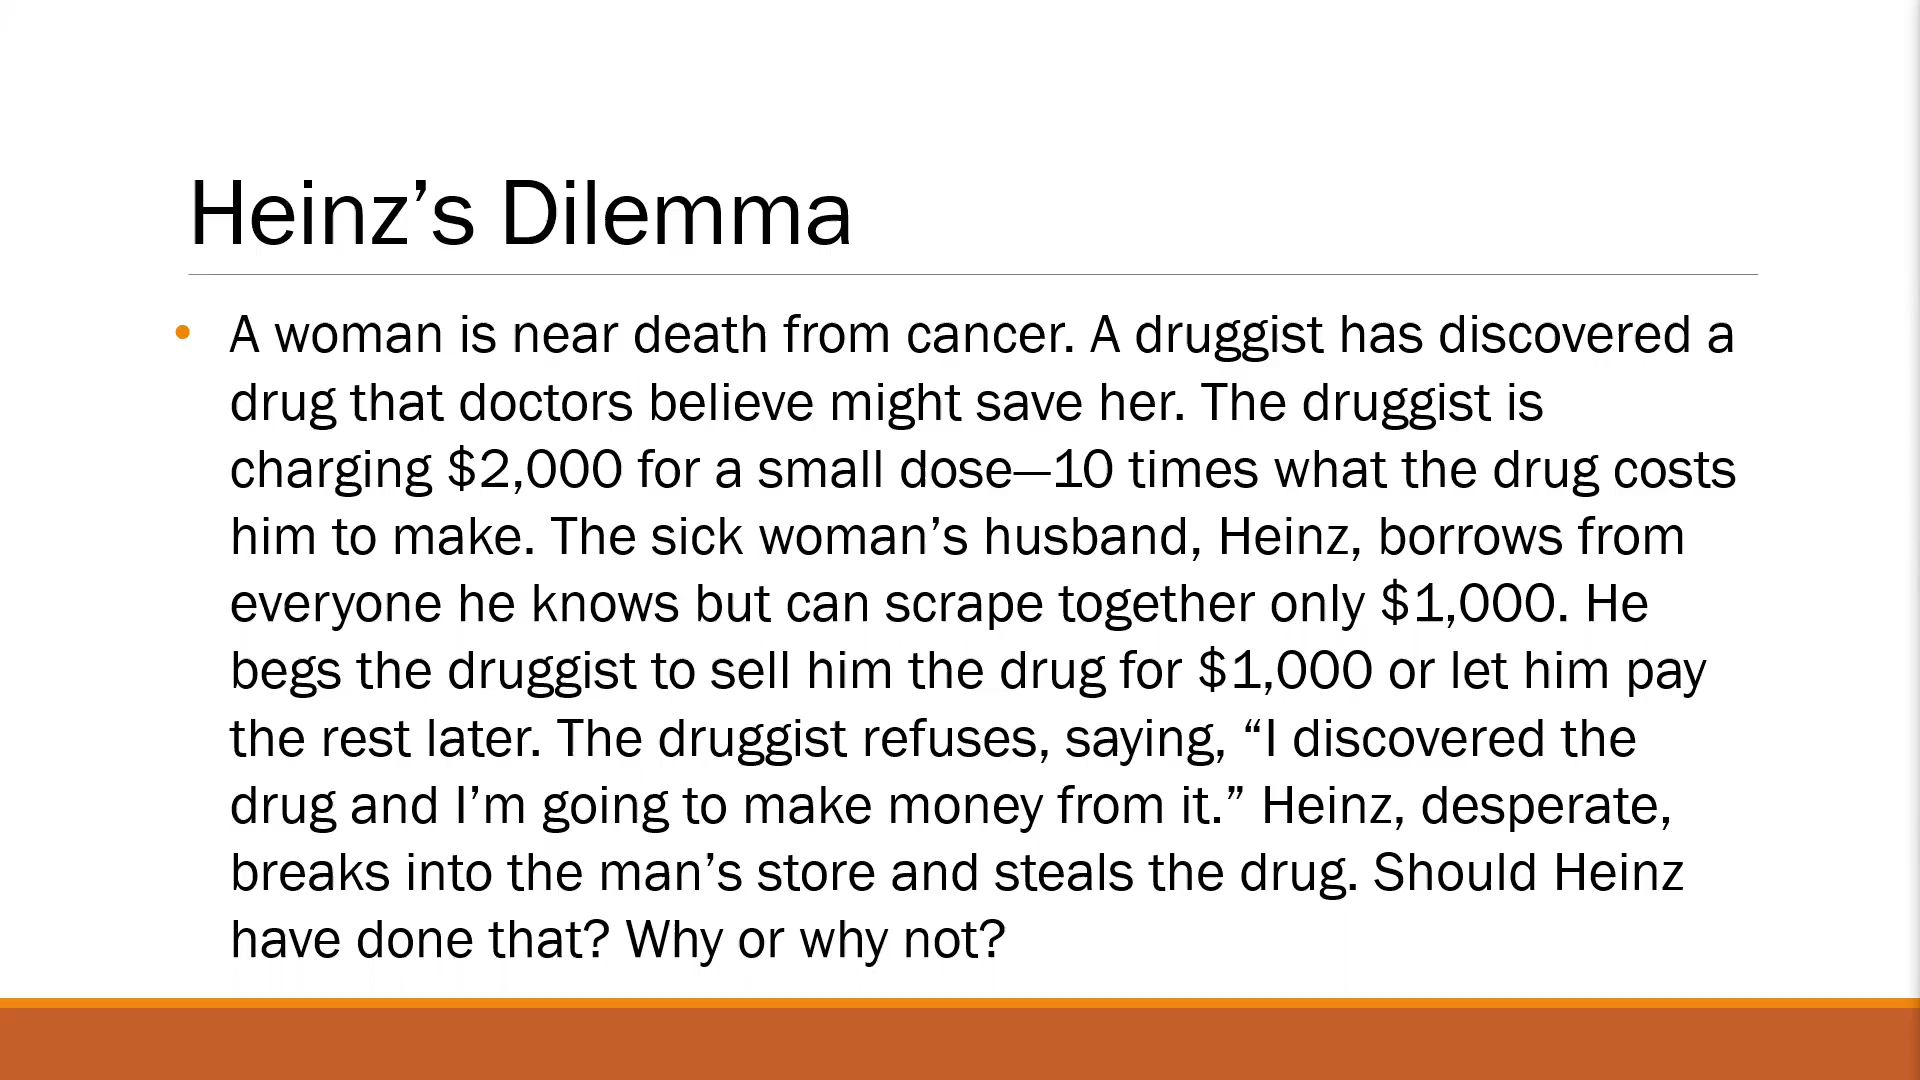 Heinz’s Dilemma
• A woman is near death from cancer. A druggist has discovered a
drug that doctors believe might save her. The druggist is
charging $2,000 for a small dose—10 times what the drug costs
him to make. The sick woman’s husband, Heinz, borrows from
everyone he knows but can scrape together only $1,000. He
begs the druggist to sell him the drug for $1,000 or let him pay
the rest later. The druggist refuses, saying, “I discovered the
drug and I’m going to make money from it.” Heinz, desperate,
breaks into the man’s store and steals the drug. Should Heinz
have done that? Why or why not?